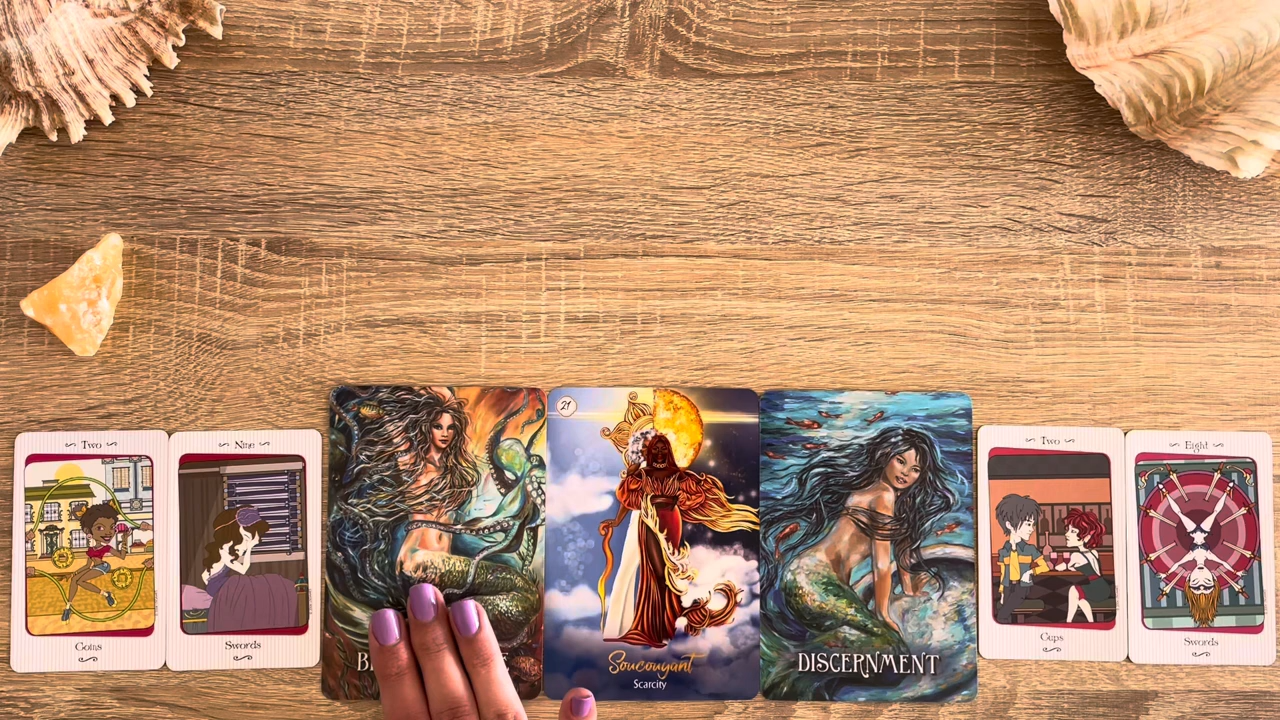 Two
Coins
Nine
Swords
21
Soucouyant
Scarcity
DISCERNMENT
Two
Cups
Eight
Swords